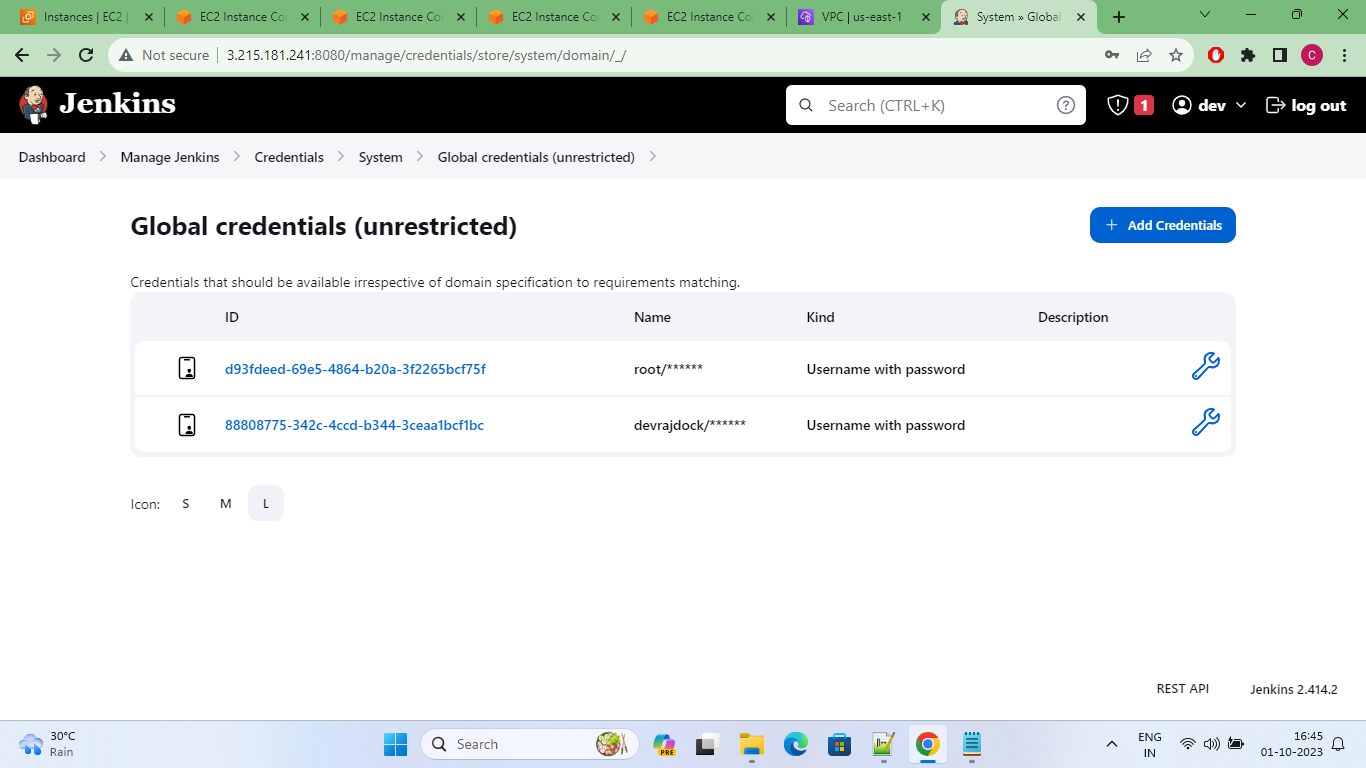 Instances | EC2 |
EC2 Instance Co
EC2 Instance Co
EC2 Instance Co
EC2 Instance Co
VPC | us-east-1
System » Global
Not secure
3.215.181.241:8080/manage/credentials/store/system/domain/_/
C
Jenkins
Search (CTRL+K)
1
dev
log out
Dashboard
Manage Jenkins
Credentials
System
Global credentials (unrestricted)
Global credentials (unrestricted)
+ Add Credentials
Credentials that should be available irrespective of domain specification to requirements matching.
ID Name Kind Description
d93fdeed-69e5-4864-b20a-3f2265bcf75f root/****** Username with password
88808775-342c-4ccd-b344-3ceaa1bcf1bc devrajdock/****** Username with password
Icon: S M L
REST API Jenkins 2.414.2
30°C
Rain
Search
PRE
ENG
IN
16:45
01-10-2023